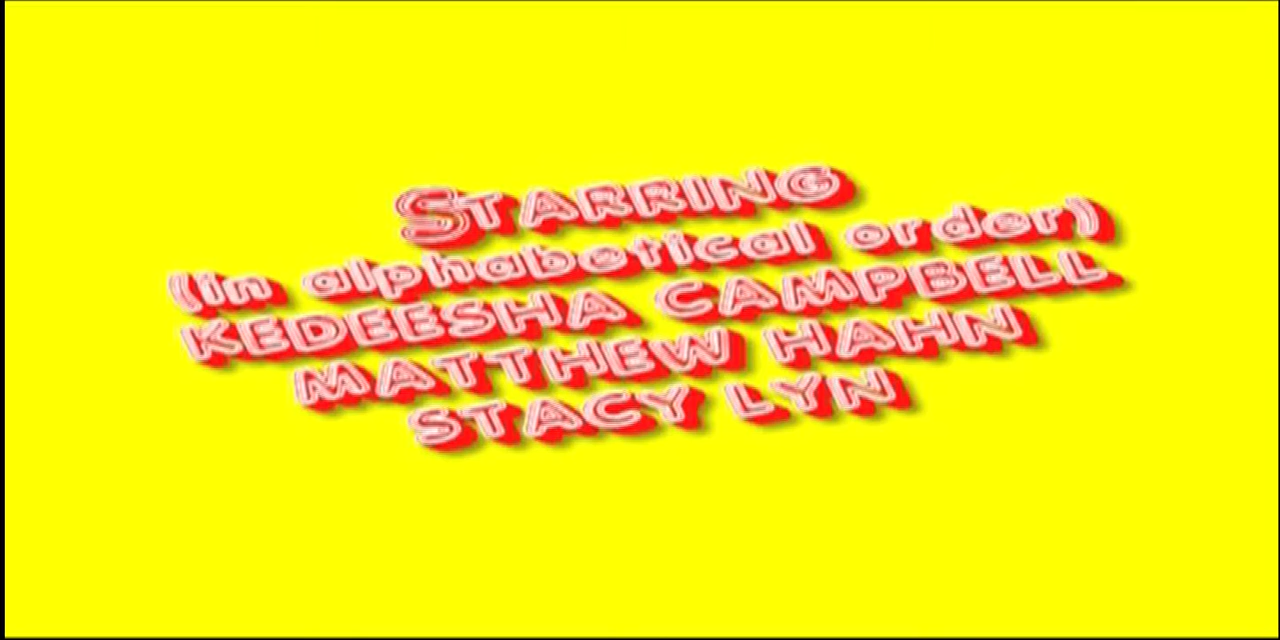 Starring
(in alphabetical order)
KEDEESHA CAMPBELL
MATTHEW HAHN
STACY LYN